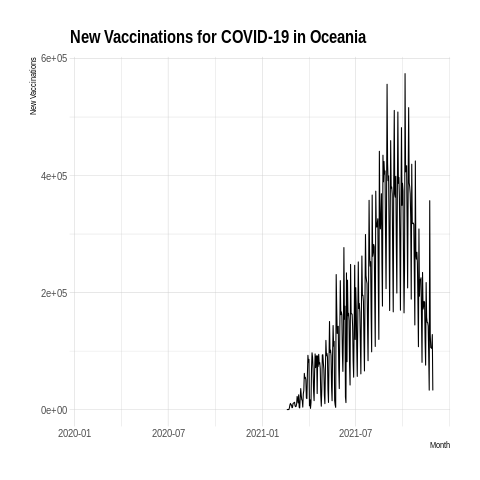 New Vaccinations for COVID-19 in Oceania
New Vaccinations
6e+05
4e+05
2e+05
0e+00
2020-01 2020-07 2021-01 2021-07
Month